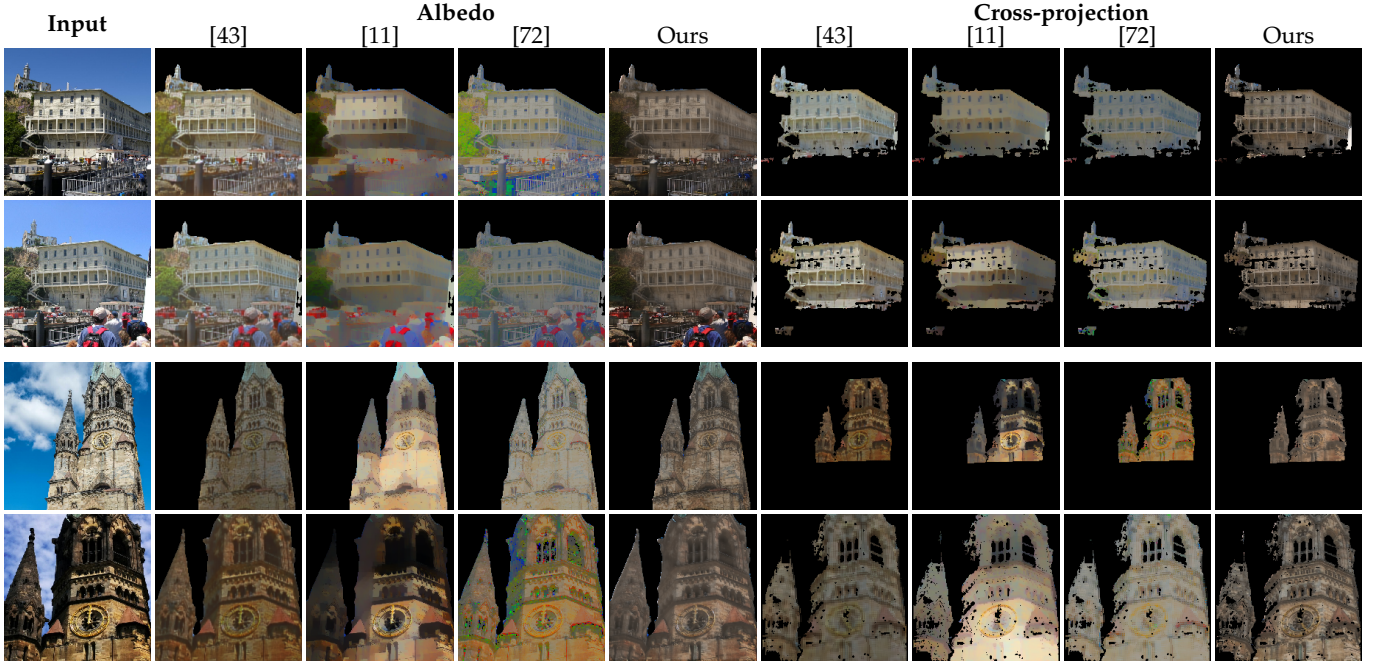 Input Albedo Cross-projection
[43] [11] [72] Ours [43] [11] [72] Ours